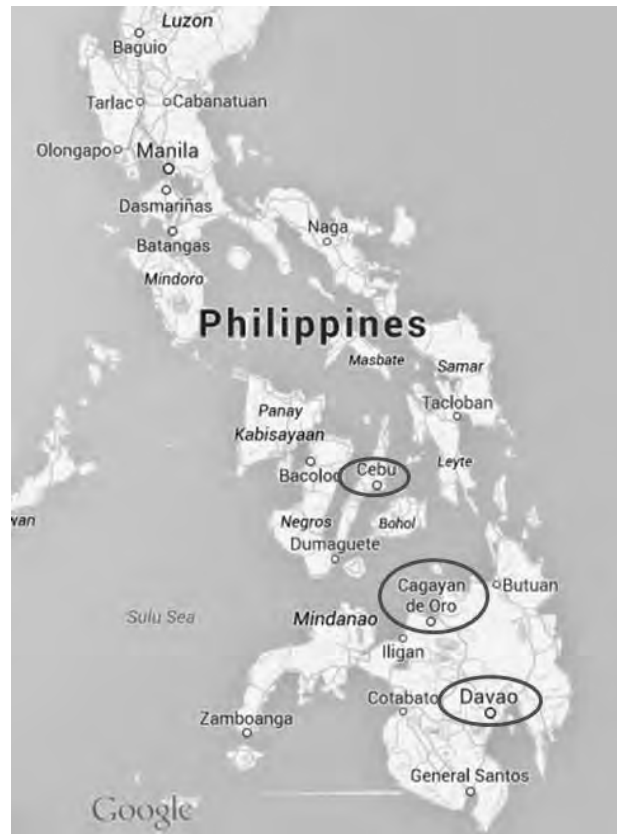 Luzon
Baguio
Tarlac
Cabanatuan
Olongapo
Manila
Dasmariñas
Batangas
Naga
Mindoro
Philippines
Masbate
Samar
Panay
Tacloban
Kabisayaan
Bacolod
Cebu
Leyte
wan
Negros
Bohol
Dumaguete
Cagayan
de Oro
Butuan
Sulu Sea
Mindanao
Iligan
Cotabato
Davao
Zamboanga
General Santos
Google